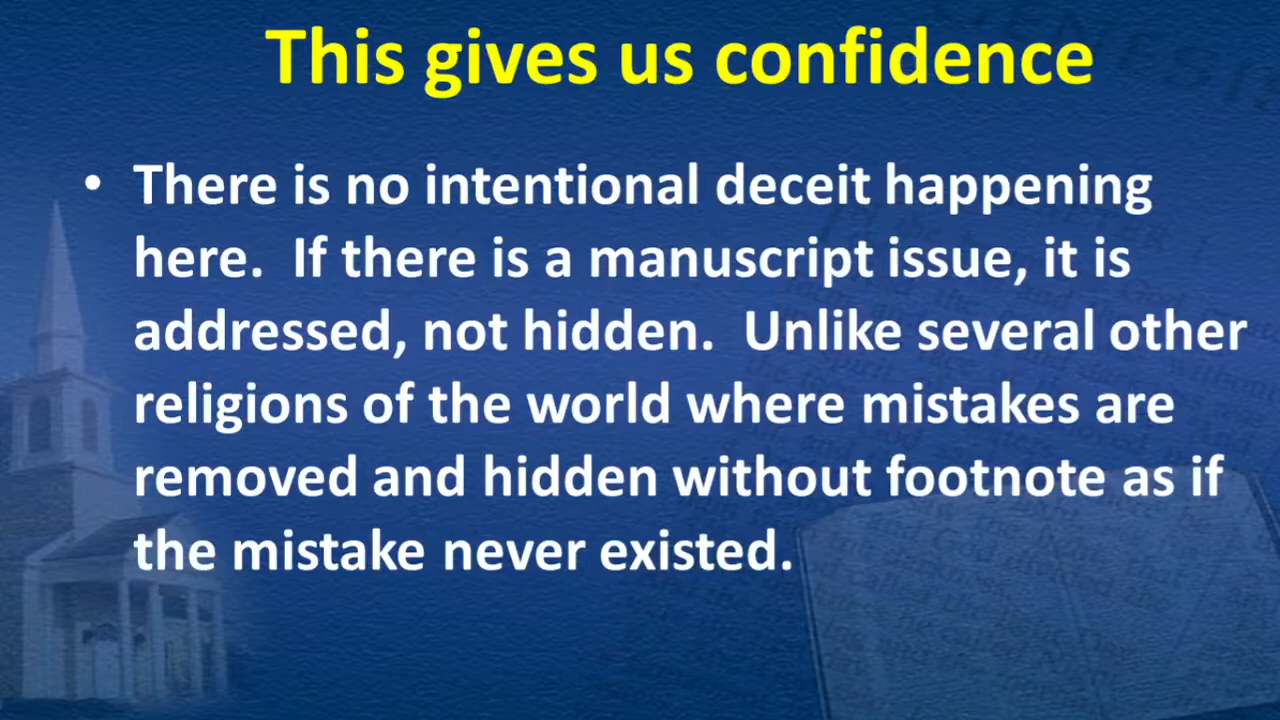 This gives us confidence
• There is no intentional deceit happening
here.  If there is a manuscript issue, it is
addressed, not hidden.  Unlike several other
religions of the world where mistakes are
removed and hidden without footnote as if
the mistake never existed.